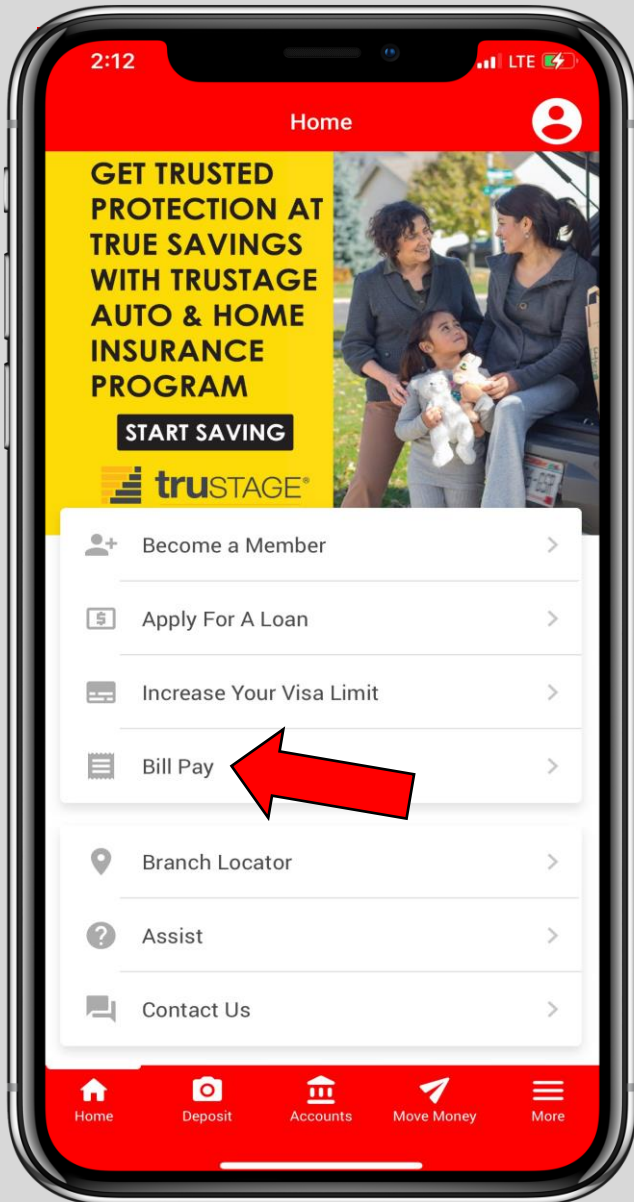 2:12
LTE
Home
GET TRUSTED
PROTECTION AT
TRUE SAVINGS
WITH TRUSTAGE
AUTO & HOME
INSURANCE
PROGRAM
START SAVING
truSTAGE®
Become a Member
Apply For A Loan
Increase Your Visa Limit
Bill Pay
Branch Locator
Assist
Contact Us
Home Deposit Accounts Move Money More